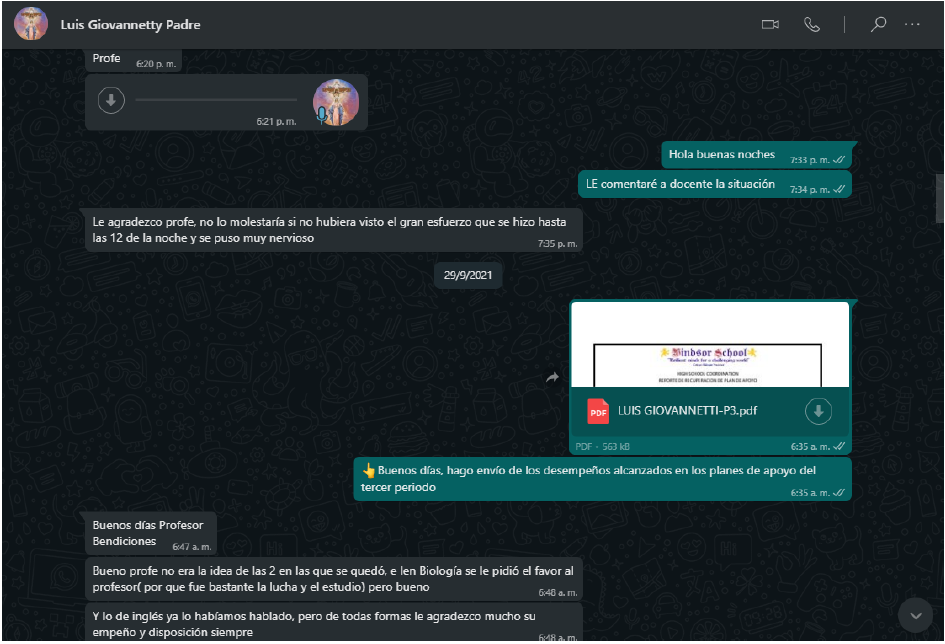 Luis Giovannetty Padre
Profe
6:20 p. m.
6:21 p. m.
Hola buenas noches
7:33 p. m.
LE comentaré a docente la situación
7:34 p. m.
Le agradezco profe, no lo molestaría si no hubiera visto el gran esfuerzo que se hizo hasta
las 12 de la noche y se puso muy nervioso
7:35 p. m.
29/9/2021
Windsor School
"Radiant minds for a challenging world"
HIGH SCHOOL COORDINATION
REPORTE DE RECUPERACION DE PLAN DE APOYO
PDF
LUIS GIOVANNETTI-P3.pdf
PDF - 563 kB
6:35 a. m.
👆Buenos días, hago envío de los desempeños alcanzados en los planes de apoyo del
tercer periodo
6:35 a. m.
Buenos días Profesor
Bendiciones
6:47 a. m.
Bueno profe no era la idea de las 2 en las que se quedó, e len Biología se le pidió el favor al
profesor( por que fue bastante la lucha y el estudio) pero bueno
6:48 a. m.
Y lo de inglés ya lo habíamos hablado, pero de todas formas le agradezco mucho su
empeño y disposición siempre
6:48 a. m.